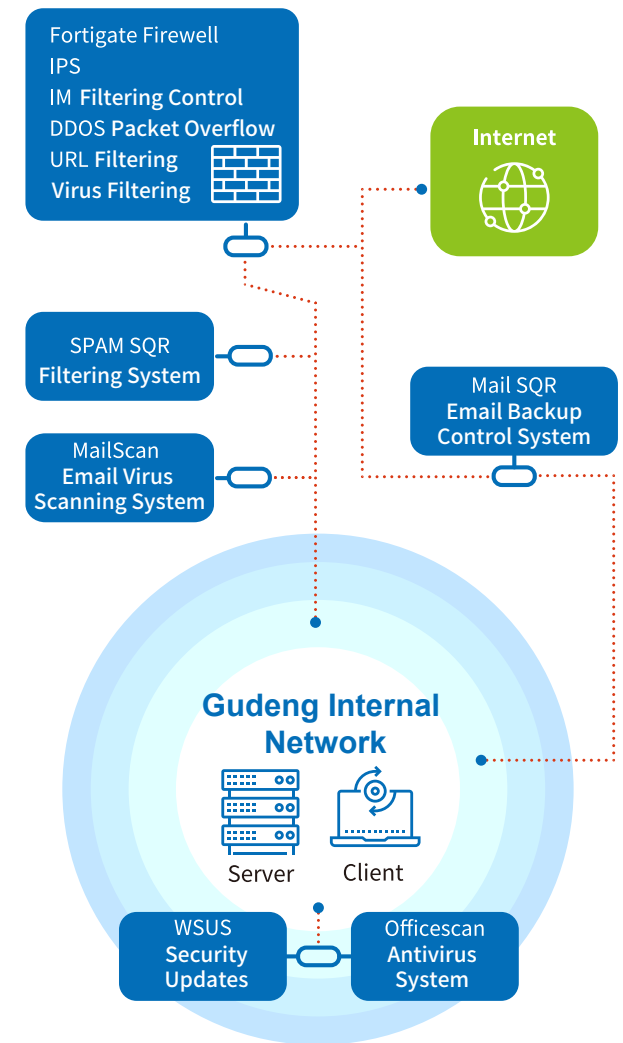 Fortigate Firewell
IPS
IM Filtering Control
DDOS Packet Overflow
URL Filtering
Virus Filtering
Internet
SPAM SQR
Filtering System
Mail SQR
Email Backup
Control System
MailScan
Email Virus
Scanning System
Gudeng Internal
Network
Server
Client
WSUS
Security
Updates
Officescan
Antivirus
System